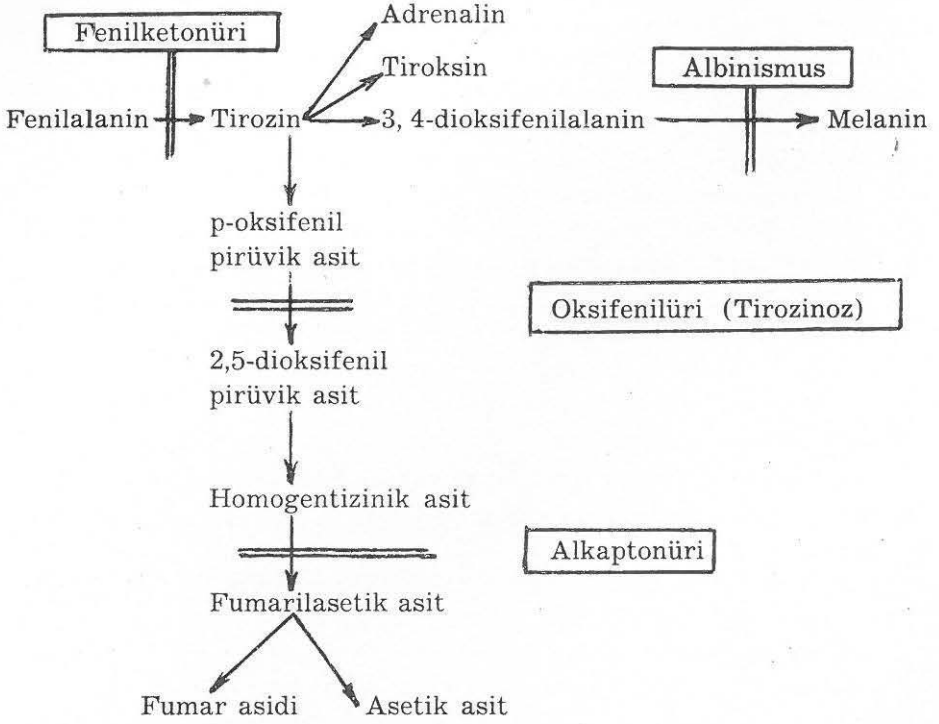 Adrenalin
Fenilketonüri
Tiroksin
Albinismus
Fenilalanin
Tirozin
3, 4-dioksifenilalanin
Melanin
p-oksifenil
pirüvik asit
Oksifenilüri (Tirozinoz)
2,5-dioksifenil
pirüvik asit
Homogentizinik asit
Alkaptonüri
Fumarilasetik asit
Fumar asidi
Asetik asit